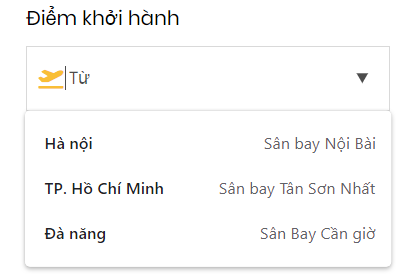 Điểm khởi hành
Từ
Hà nội Sân bay Nội Bài
TP. Hồ Chí Minh Sân bay Tân Sơn Nhất
Đà năng Sân Bay Cần giờ